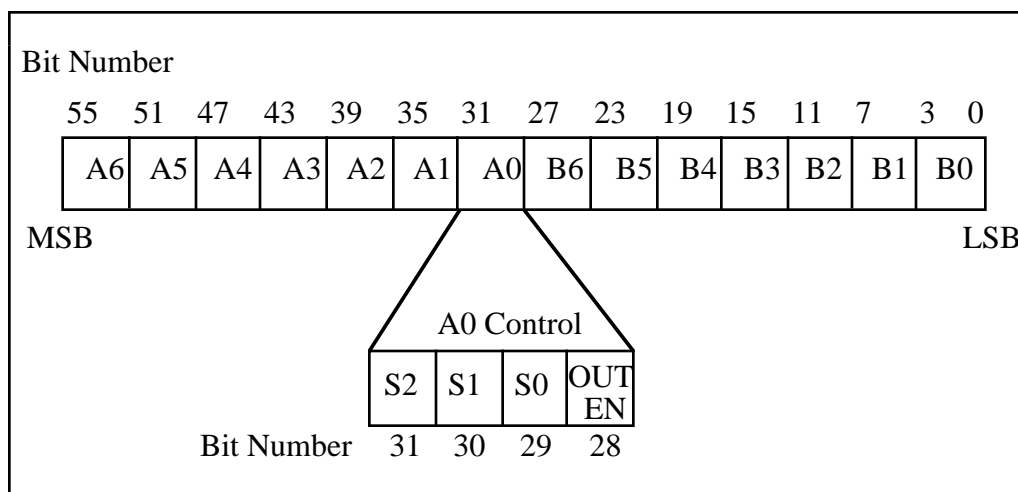 Bit Number
55 51 47 43 39 35 31 27 23 19 15 11 7 3 0
A6 A5 A4 A3 A2 A1 A0 B6 B5 B4 B3 B2 B1 B0
MSB LSB
A0 Control
S2 S1 S0 OUT EN
Bit Number 31 30 29 28